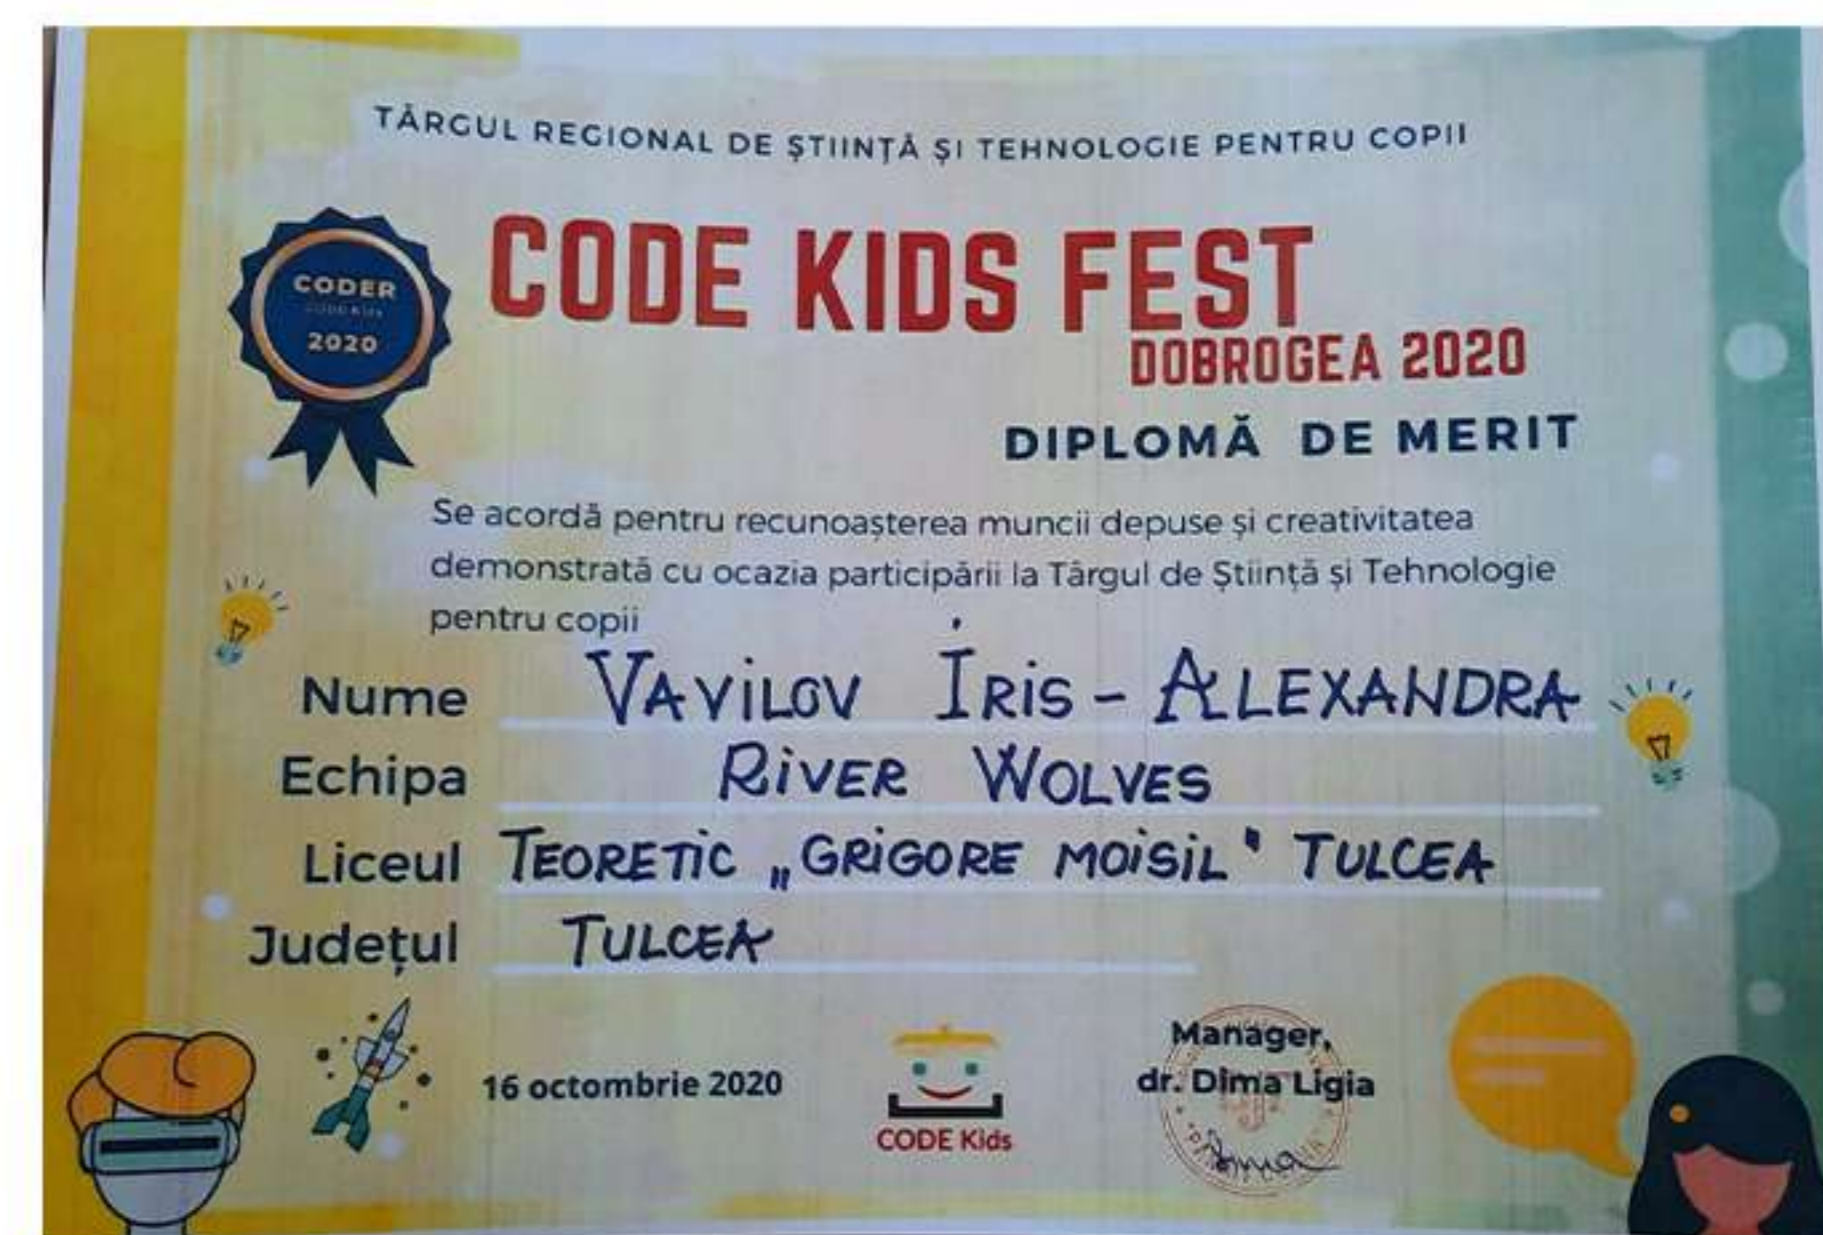 TÂRGUL REGIONAL DE ȘTIINȚĂ ȘI TEHNOLOGIE PENTRU COPII
CODER
CODE Kids
2020
CODE KIDS FEST
DOBROGEA 2020
DIPLOMĂ DE MERIT
Se acordă pentru recunoașterea muncii depuse și creativitatea
demonstrată cu ocazia participării la Târgul de Știință și Tehnologie
pentru copii
Nume VAViLOV IRiS - ALEXANDRA
Echipa RiVER WOLVES
Liceul TEORETiC „GRiGORE MOiSiL" TULCEA
Județul TULCEA
16 octombrie 2020
CODE Kids
Manager,
dr. Dima Ligia